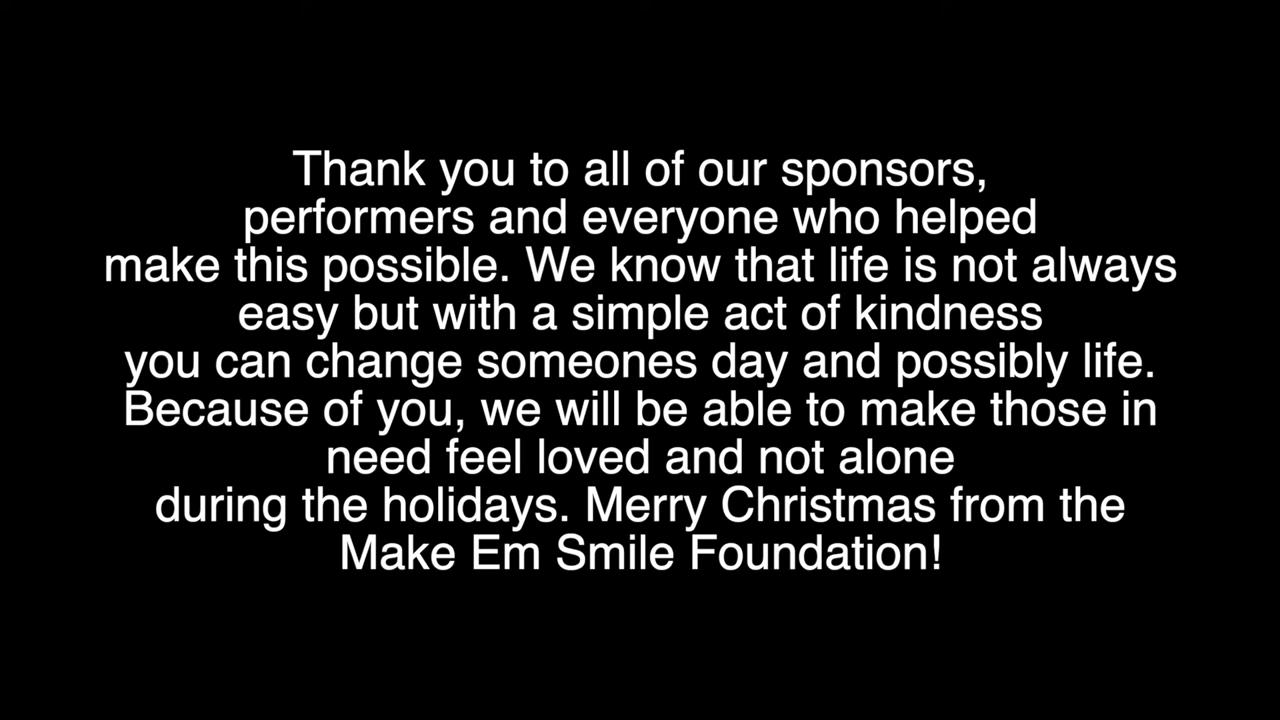 Thank you to all of our sponsors,
performers and everyone who helped
make this possible. We know that life is not always
easy but with a simple act of kindness
you can change someones day and possibly life.
Because of you, we will be able to make those in
need feel loved and not alone
during the holidays. Merry Christmas from the
Make Em Smile Foundation!